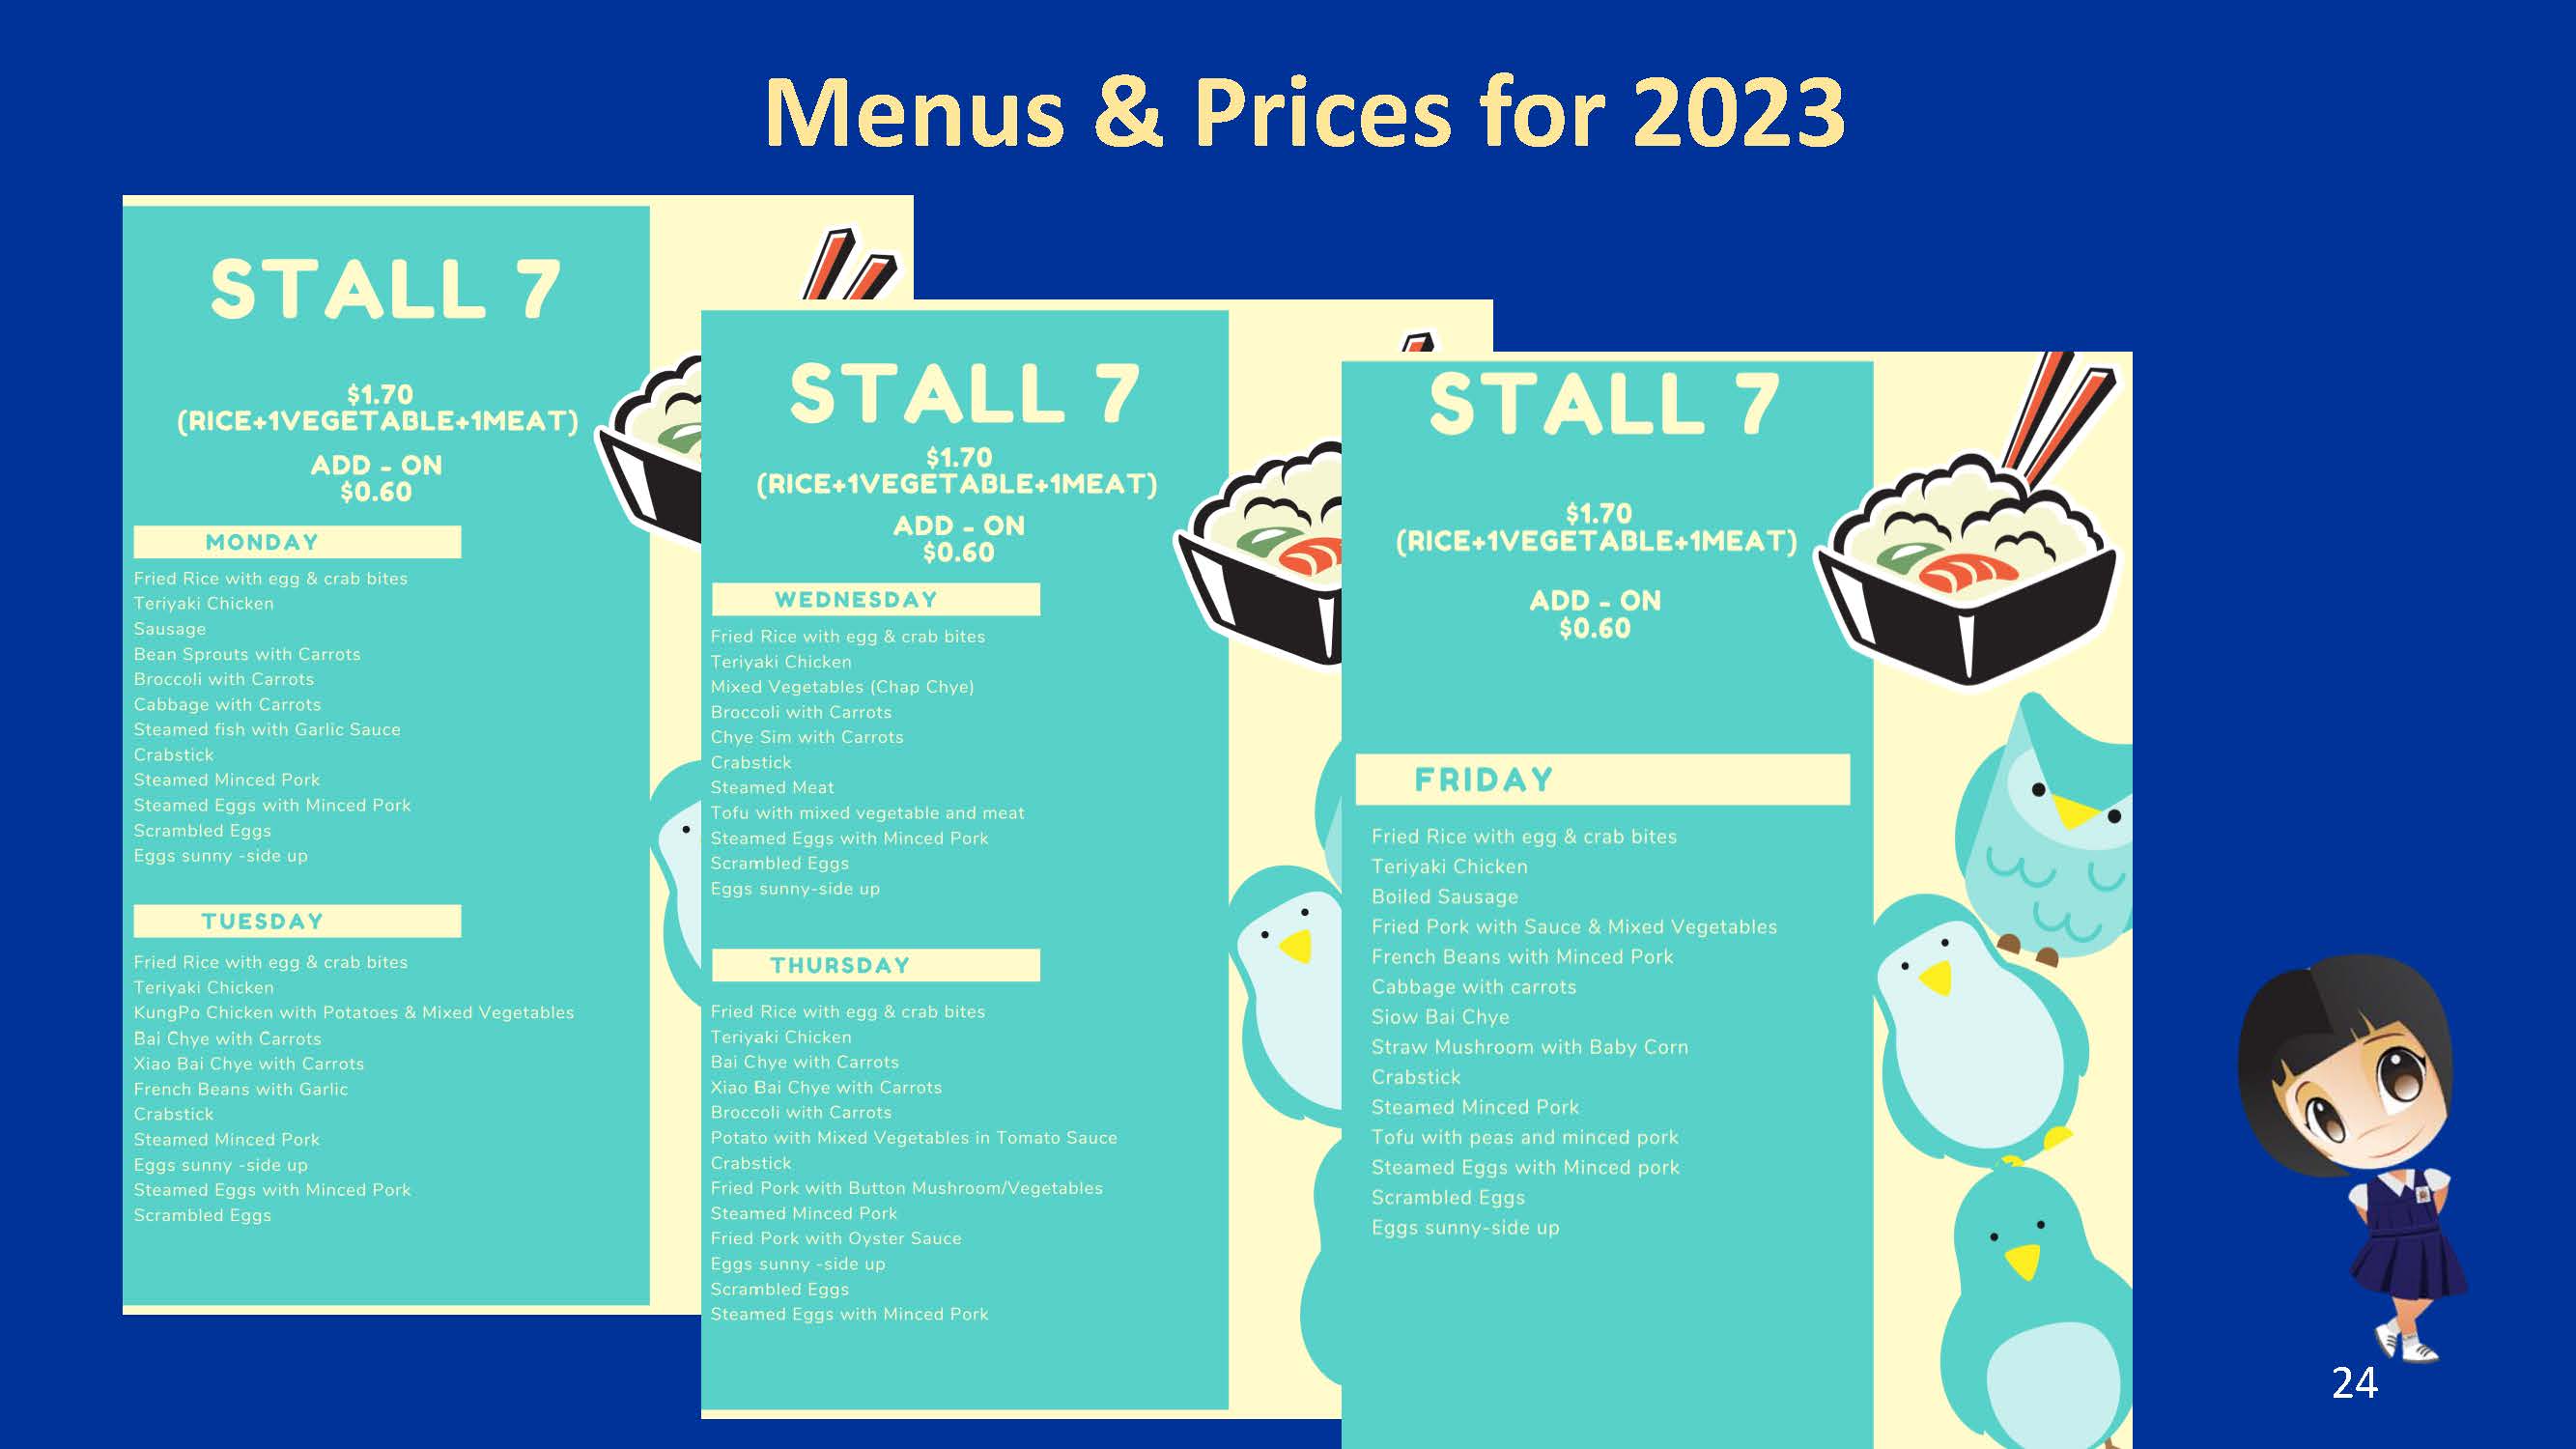 Menus & Prices for 2023
STALL 7
$1.70
(RICE+1VEGETABLE+1MEAT)
ADD - ON
$0.60
MONDAY
Fried Rice with egg & crab bites
Teriyaki Chicken
Sausage
Bean Sprouts with Carrots
Broccoli with Carrots
Cabbage with Carrots
Steamed fish with Garlic Sauce
Crabstick
Steamed Minced Pork
Steamed Eggs with Minced Pork
Scrambled Eggs
Eggs sunny -side up
TUESDAY
Fried Rice with egg & crab bites
Teriyaki Chicken
KungPo Chicken with Potatoes & Mixed Vegetables
Bai Chye with Carrots
Xiao Bai Chye with Carrots
French Beans with Garlic
Crabstick
Steamed Minced Pork
Eggs sunny -side up
Steamed Eggs with Minced Pork
Scrambled Eggs
STALL 7
$1.70
(RICE+1VEGETABLE+1MEAT)
ADD - ON
$0.60
WEDNESDAY
Fried Rice with egg & crab bites
Teriyaki Chicken
Mixed Vegetables (Chap Chye)
Broccoli with Carrots
Chye Sim with Carrots
Crabstick
Steamed Meat
Tofu with mixed vegetable and meat
Steamed Eggs with Minced Pork
Scrambled Eggs
Eggs sunny-side up
THURSDAY
Fried Rice with egg & crab bites
Teriyaki Chicken
Bai Chye with Carrots
Xiao Bai Chye with Carrots
Broccoli with Carrots
Potato with Mixed Vegetables in Tomato Sauce
Crabstick
Fried Pork with Button Mushroom/Vegetables
Steamed Minced Pork
Fried Pork with Oyster Sauce
Eggs sunny -side up
Scrambled Eggs
Steamed Eggs with Minced Pork
STALL 7
$1.70
(RICE+1VEGETABLE+1MEAT)
ADD - ON
$0.60
FRIDAY
Fried Rice with egg & crab bites
Teriyaki Chicken
Boiled Sausage
Fried Pork with Sauce & Mixed Vegetables
French Beans with Minced Pork
Cabbage with carrots
Siow Bai Chye
Straw Mushroom with Baby Corn
Crabstick
Steamed Minced Pork
Tofu with peas and minced pork
Steamed Eggs with Minced pork
Scrambled Eggs
Eggs sunny-side up
24